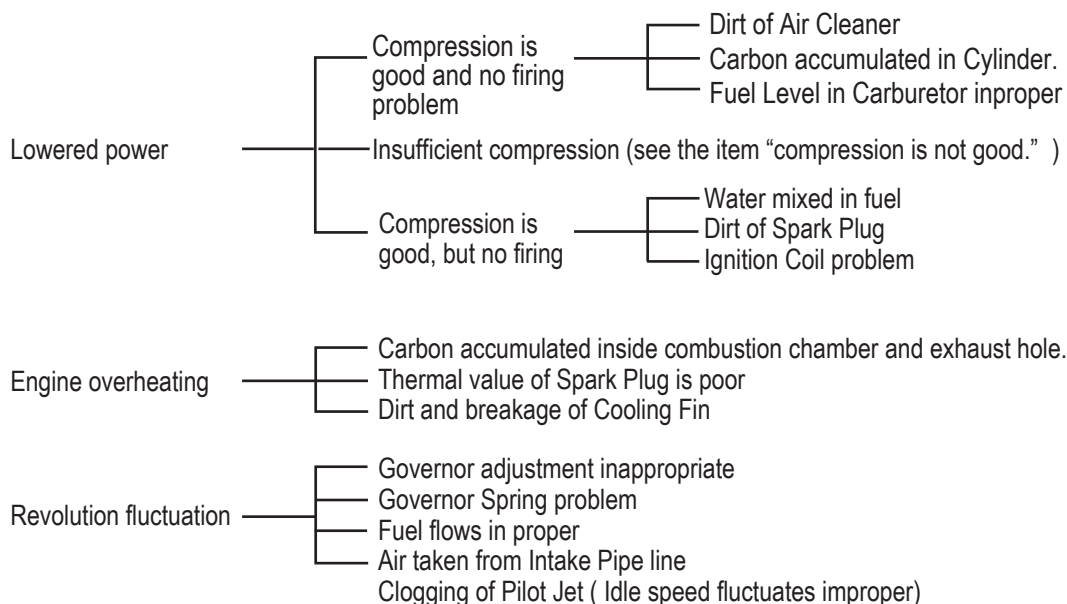 Lowered power
Compression is
good and no firing
problem
Dirt of Air Cleaner
Carbon accumulated in Cylinder.
Fuel Level in Carburetor inproper
Insufficient compression (see the item “compression is not good.” )
Compression is
good, but no firing
Water mixed in fuel
Dirt of Spark Plug
Ignition Coil problem
Engine overheating
Carbon accumulated inside combustion chamber and exhaust hole.
Thermal value of Spark Plug is poor
Dirt and breakage of Cooling Fin
Revolution fluctuation
Governor adjustment inappropriate
Governor Spring problem
Fuel flows in proper
Air taken from Intake Pipe line
Clogging of Pilot Jet ( Idle speed fluctuates improper)